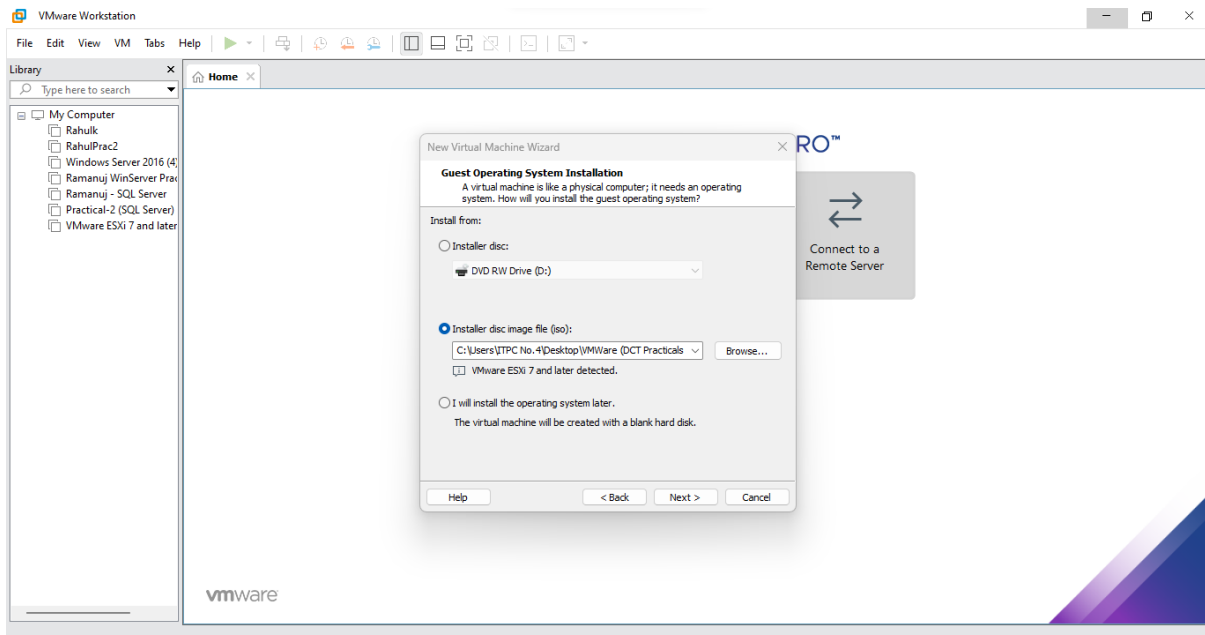 VMware Workstation
File Edit View VM Tabs Help
Library
Home
Type here to search
My Computer
Rahulk
RahulPrac2
Windows Server 2016 (4)
Ramanuj WinServer Prac
Ramanuj - SQL Server
Practical-2 (SQL Server)
VMware ESXi 7 and later
RO™
Connect to a
Remote Server
New Virtual Machine Wizard
Guest Operating System Installation
A virtual machine is like a physical computer; it needs an operating
system. How will you install the guest operating system?
Install from:
Installer disc:
DVD RW Drive (D:)
Installer disc image file (iso):
C:\Users\ITPC No.4\Desktop\VMWare (DCT Practicals
Browse...
VMware ESXi 7 and later detected.
I will install the operating system later.
The virtual machine will be created with a blank hard disk.
Help < Back Next > Cancel
vmware